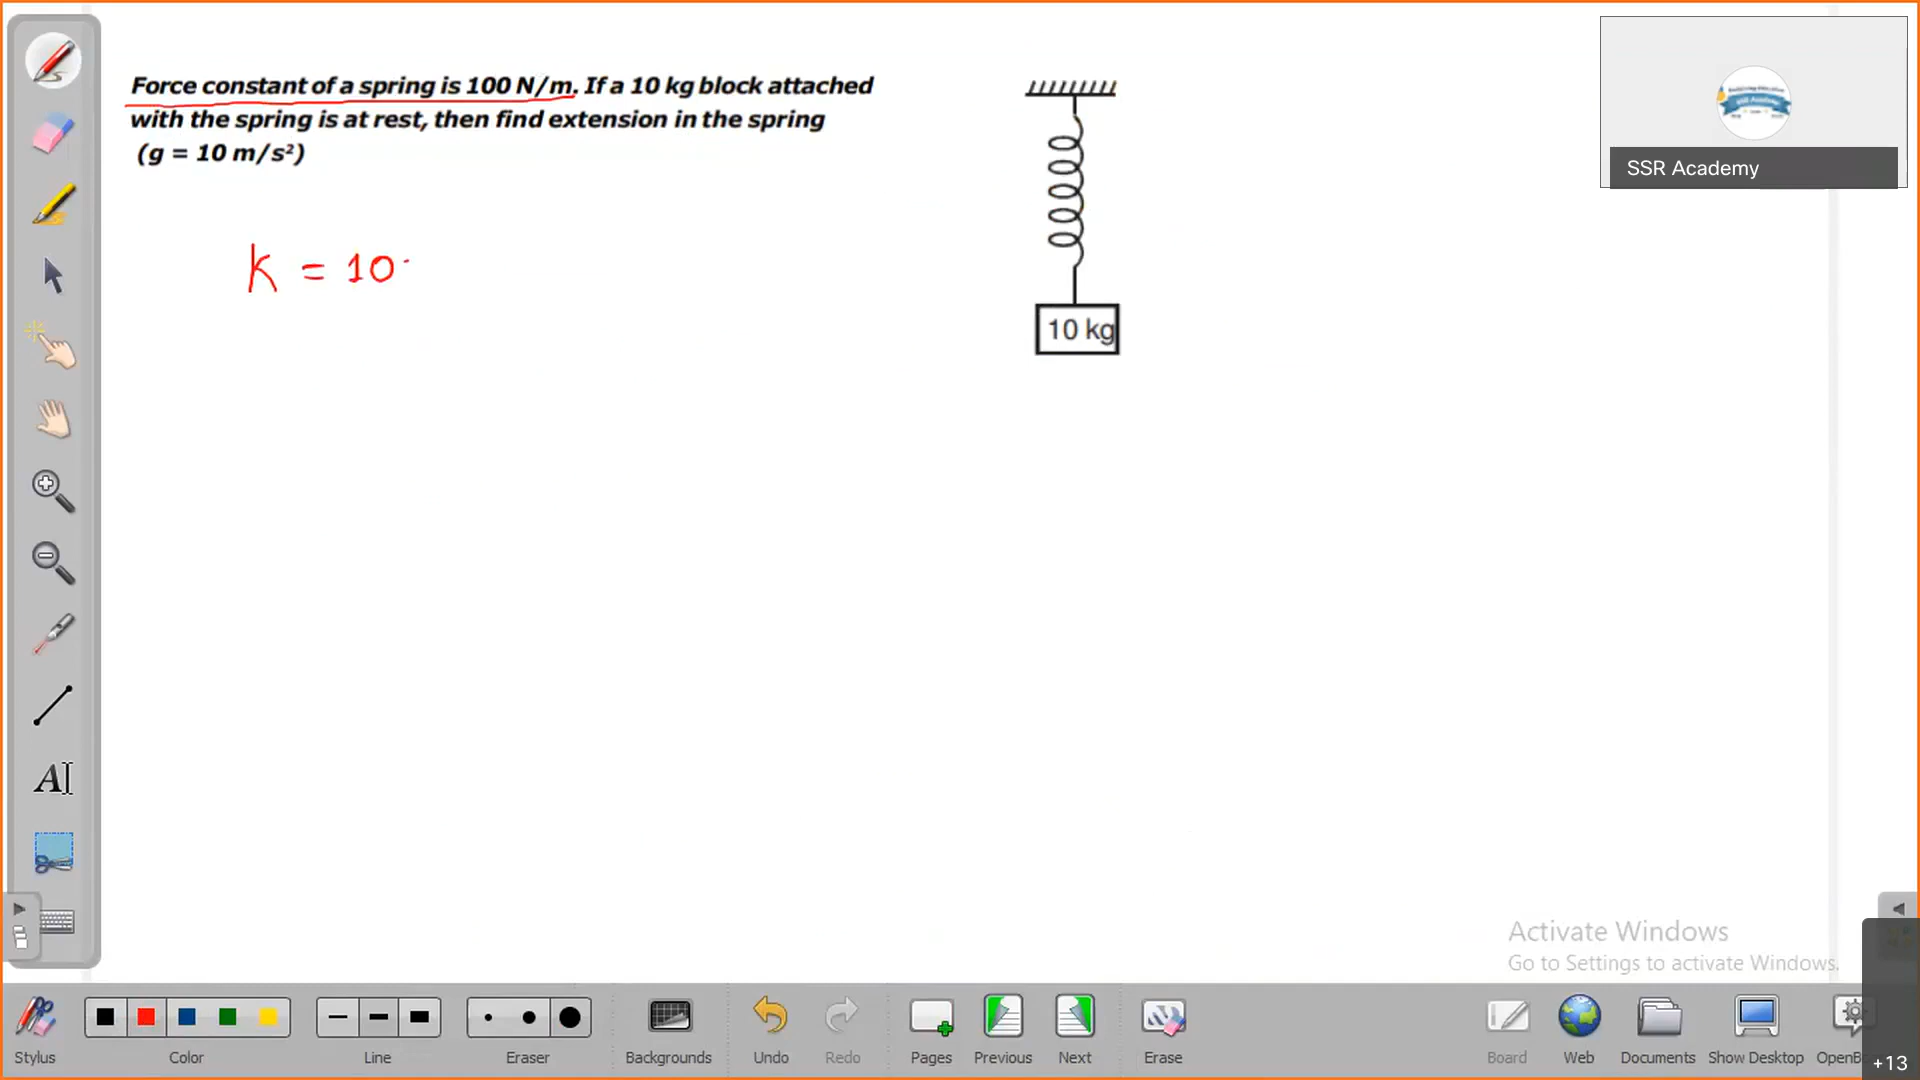 Force constant of a spring is 100 N/m. If a 10 kg block attached
with the spring is at rest, then find extension in the spring
(g = 10 m/s²)
K = 10
10 kg
SSR Academy
A
Activate Windows
Go to Settings to activate Windows.
+13
Stylus
Color
Line
Eraser
Backgrounds
Undo
Redo
Pages
Previous
Next
Erase
Board
Web
Documents
Show Desktop
OpenB